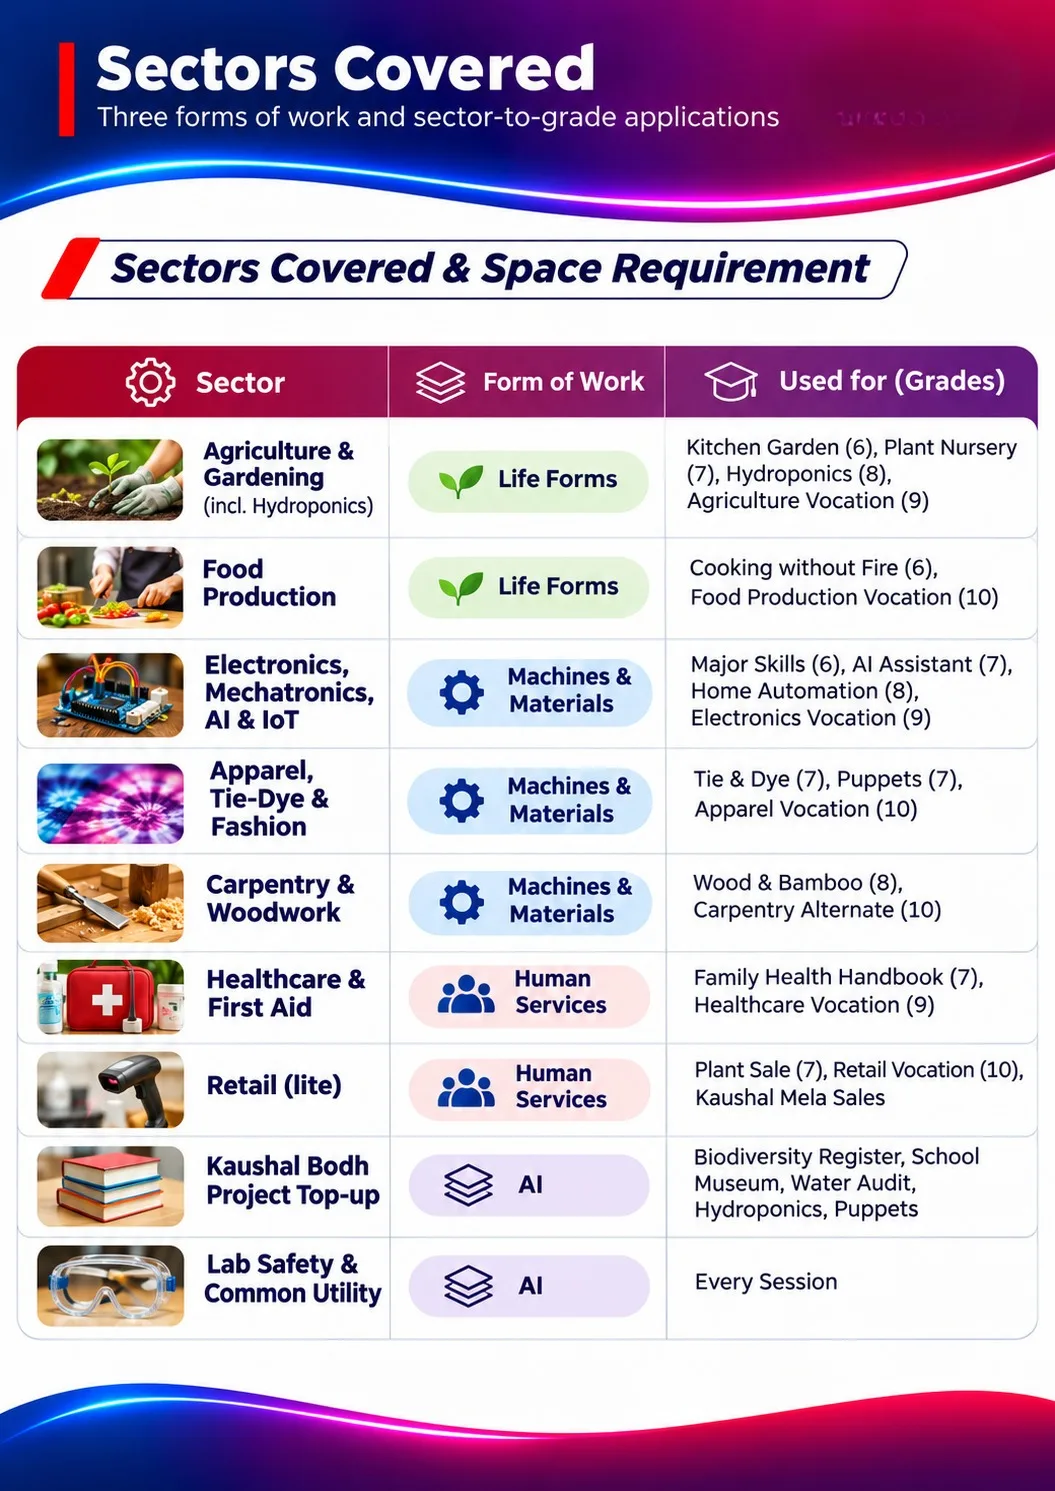 Sectors Covered
Three forms of work and sector-to-grade applications
Sectors Covered & Space Requirement
Sector
Form of Work
Used for (Grades)
Agriculture &
Gardening
(incl. Hydroponics)
Life Forms
Kitchen Garden (6), Plant Nursery
(7), Hydroponics (8),
Agriculture Vocation (9)
Food
Production
Life Forms
Cooking without Fire (6),
Food Production Vocation (10)
Electronics,
Mechatronics,
AI & IoT
Machines &
Materials
Major Skills (6), AI Assistant (7),
Home Automation (8),
Electronics Vocation (9)
Apparel,
Tie-Dye &
Fashion
Machines &
Materials
Tie & Dye (7), Puppets (7),
Apparel Vocation (10)
Carpentry &
Woodwork
Machines &
Materials
Wood & Bamboo (8),
Carpentry Alternate (10)
Healthcare &
First Aid
Human
Services
Family Health Handbook (7),
Healthcare Vocation (9)
Retail (lite)
Human
Services
Plant Sale (7), Retail Vocation (10),
Kaushal Mela Sales
Kaushal Bodh
Project Top-up
AI
Biodiversity Register, School
Museum, Water Audit,
Hydroponics, Puppets
Lab Safety &
Common Utility
AI
Every Session